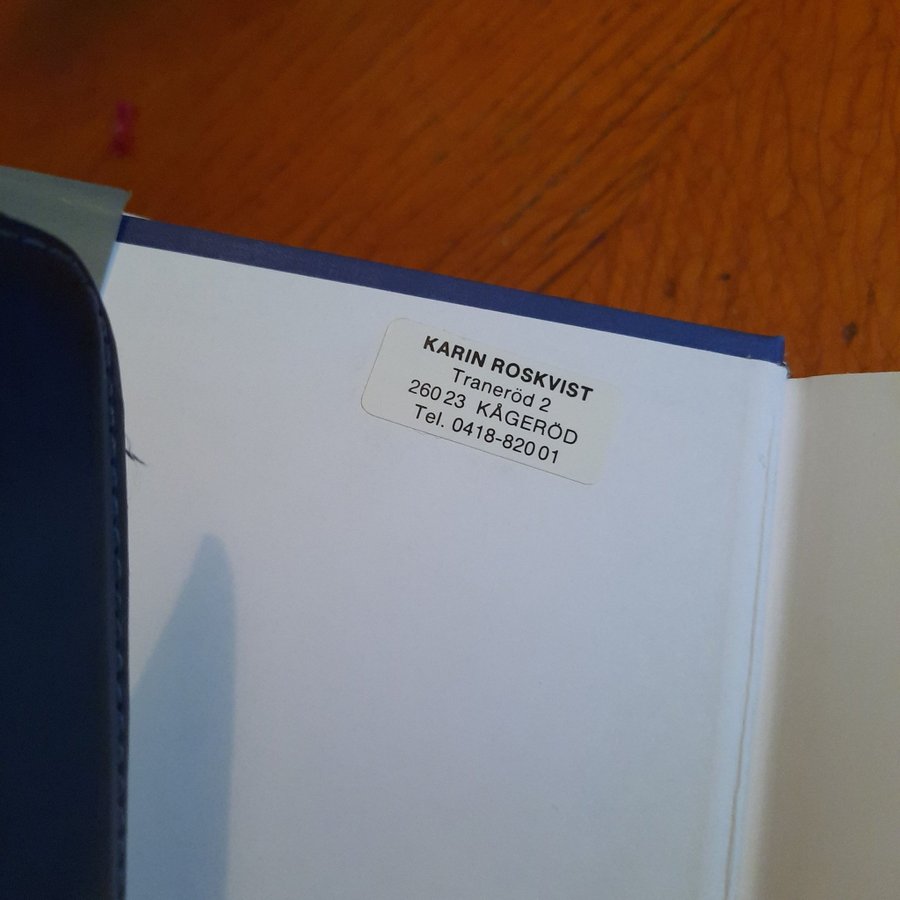 KARIN ROSKVIST
Traneröd 2
260 23 KÅGERÖD
Tel. 0418-820 01